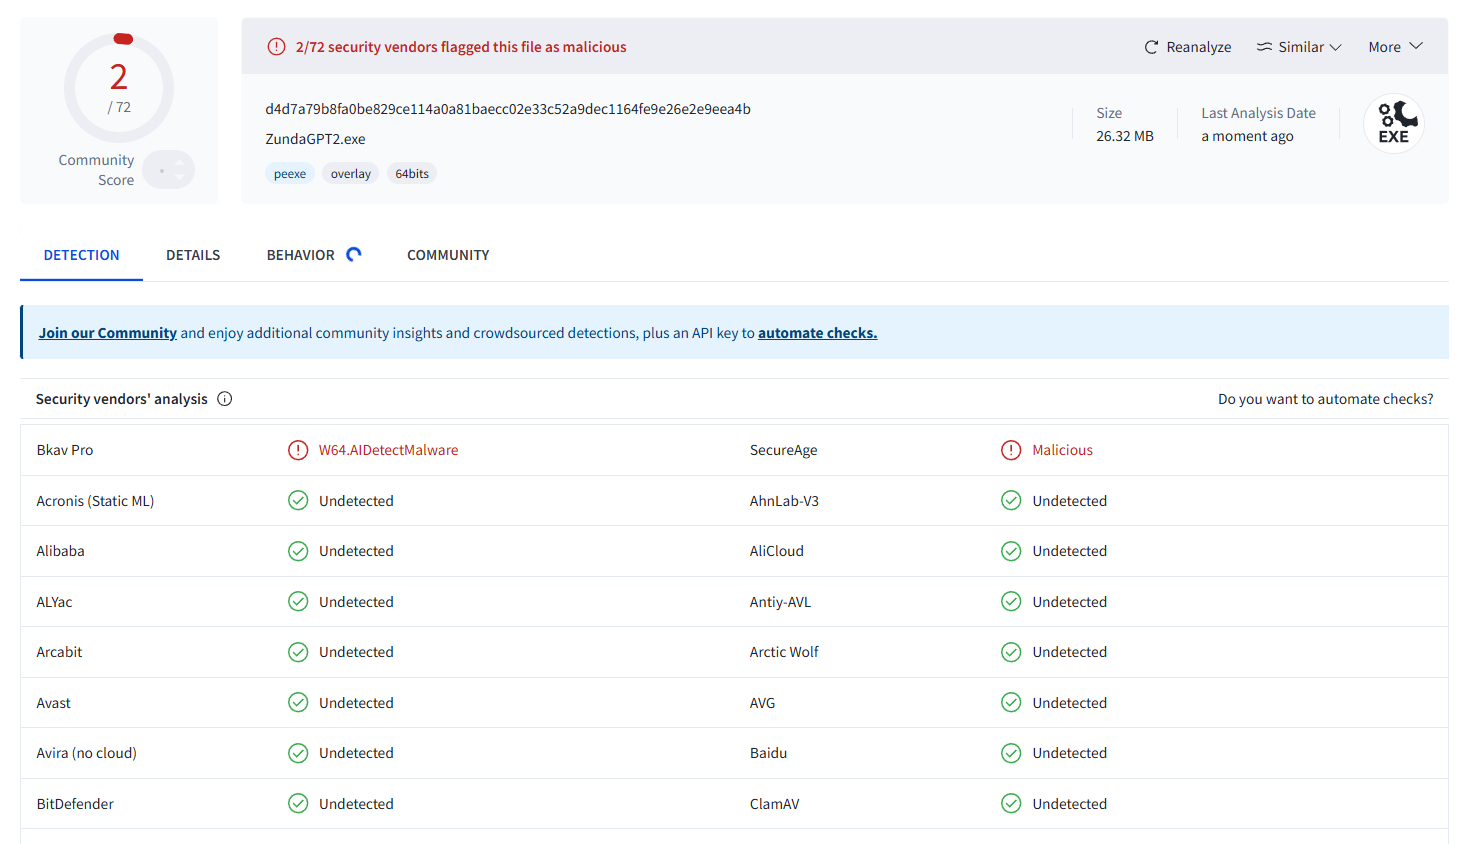 2
/ 72
Community
Score
2/72 security vendors flagged this file as malicious
Reanalyze
Similar
More
d4d7a79b8fa0be829ce114a0a81baecc02e33c52a9dec1164fe9e26e2e9eea4b
ZundaGPT2.exe
peexe
overlay
64bits
Size
26.32 MB
Last Analysis Date
a moment ago
EXE
DETECTION
DETAILS
BEHAVIOR
COMMUNITY
Join our Community and enjoy additional community insights and crowdsourced detections, plus an API key to automate checks.
Security vendors' analysis
Do you want to automate checks?
Bkav Pro W64.AIDetectMalware SecureAge Malicious
Acronis (Static ML) Undetected AhnLab-V3 Undetected
Alibaba Undetected AliCloud Undetected
ALYac Undetected Antiy-AVL Undetected
Arcabit Undetected Arctic Wolf Undetected
Avast Undetected AVG Undetected
Avira (no cloud) Undetected Baidu Undetected
BitDefender Undetected ClamAV Undetected